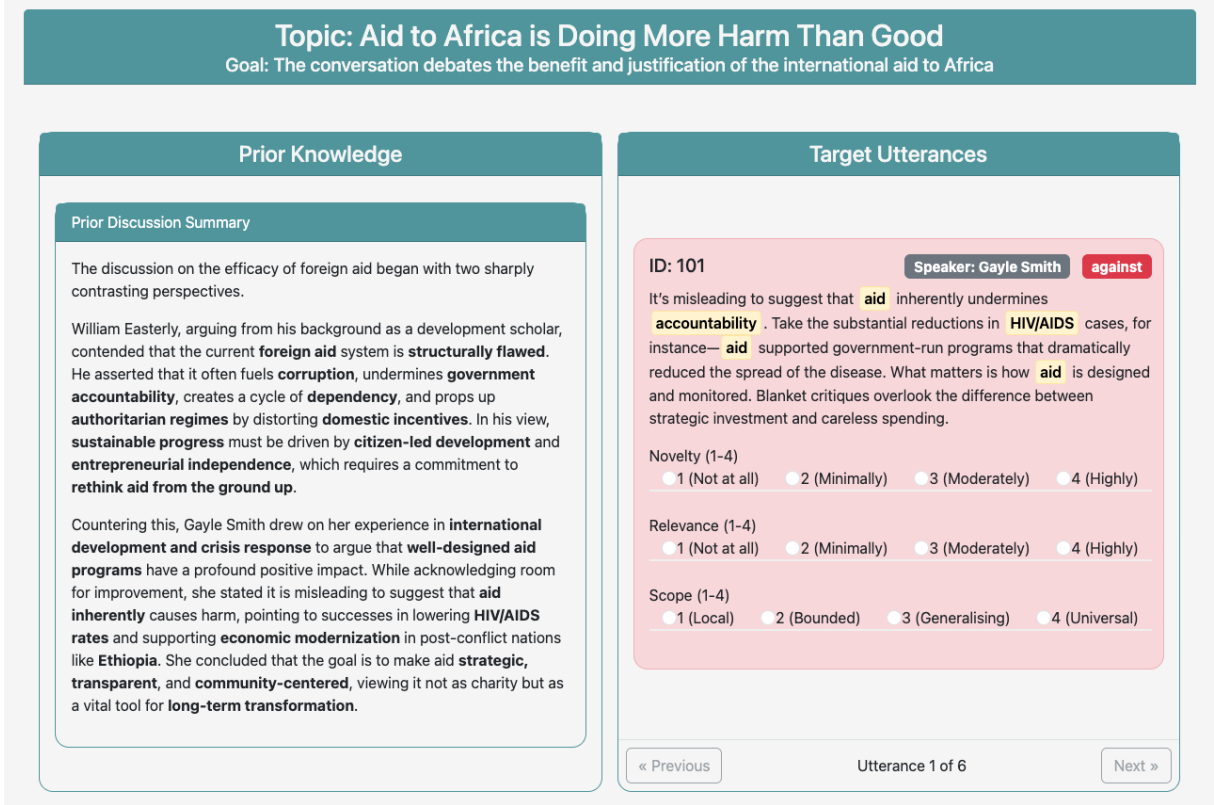 Topic: Aid to Africa is Doing More Harm Than Good
Goal: The conversation debates the benefit and justification of the international aid to Africa
Prior Knowledge
Prior Discussion Summary
The discussion on the efficacy of foreign aid began with two sharply
contrasting perspectives.
William Easterly, arguing from his background as a development scholar,
contended that the current foreign aid system is structurally flawed.
He asserted that it often fuels corruption, undermines government
accountability, creates a cycle of dependency, and props up
authoritarian regimes by distorting domestic incentives. In his view,
sustainable progress must be driven by citizen-led development and
entrepreneurial independence, which requires a commitment to
rethink aid from the ground up.
Countering this, Gayle Smith drew on her experience in international
development and crisis response to argue that well-designed aid
programs have a profound positive impact. While acknowledging room
for improvement, she stated it is misleading to suggest that aid
inherently causes harm, pointing to successes in lowering HIV/AIDS
rates and supporting economic modernization in post-conflict nations
like Ethiopia. She concluded that the goal is to make aid strategic,
transparent, and community-centered, viewing it not as charity but as
a vital tool for long-term transformation.
Target Utterances
ID: 101 Speaker: Gayle Smith against
It's misleading to suggest that aid inherently undermines
accountability . Take the substantial reductions in HIV/AIDS cases, for
instance— aid supported government-run programs that dramatically
reduced the spread of the disease. What matters is how aid is designed
and monitored. Blanket critiques overlook the difference between
strategic investment and careless spending.
Novelty (1-4)
1 (Not at all) 2 (Minimally) 3 (Moderately) 4 (Highly)
Relevance (1-4)
1 (Not at all) 2 (Minimally) 3 (Moderately) 4 (Highly)
Scope (1-4)
1 (Local) 2 (Bounded) 3 (Generalising) 4 (Universal)
« Previous Utterance 1 of 6 Next »